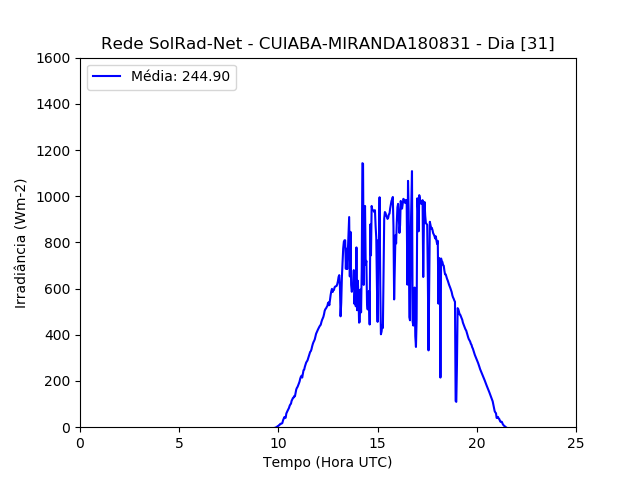 Rede SolRad-Net - CUIABA-MIRANDA180831 - Dia [31]
Média: 244.90
1600
1400
1200
1000
800
600
400
200
0
Irradiância (Wm-2)
0 5 10 15 20 25
Tempo (Hora UTC)